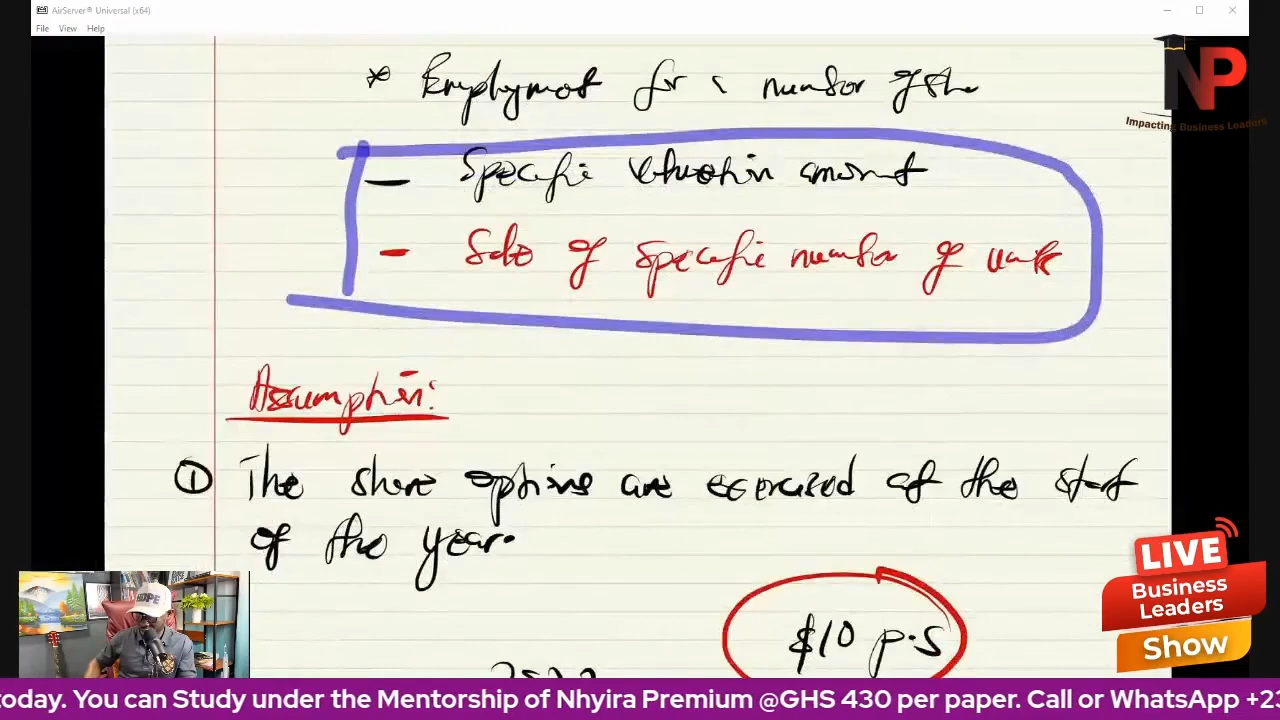 AirServer® Universal (x64)
File View Help
NP
Impacting Business Leaders
* Employment for a number of the
- Specific valuation amount
- Sale of specific number of units
Assumption:
① The share options are exercised at the start
of the year.
$10 p.s
HOPE
LIVE
Business
Leaders
Show
today. You can Study under the Mentorship of Nhyira Premium @GHS 430 per paper. Call or WhatsApp +23